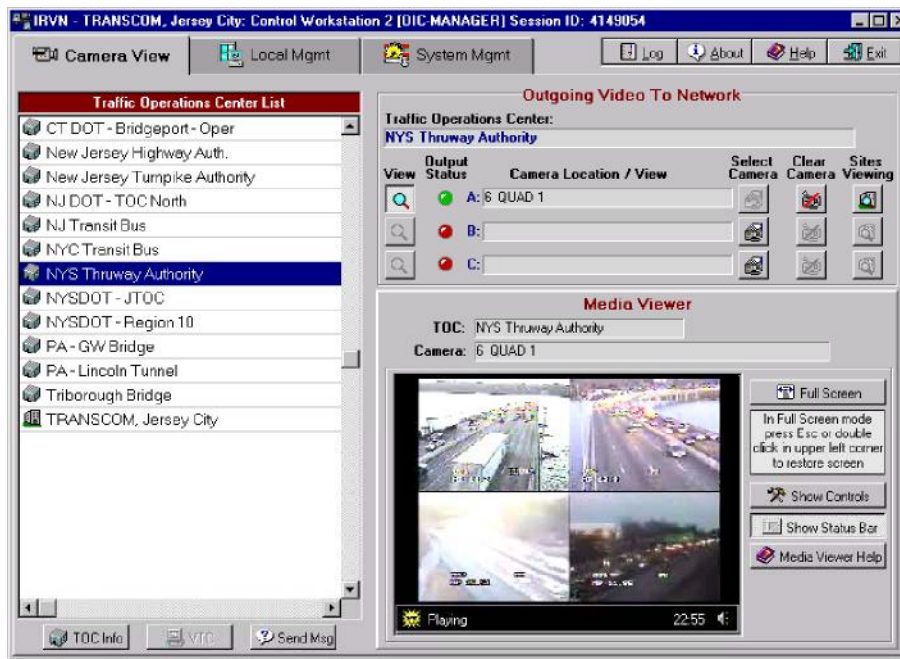 IRVN - TRANSCOM, Jersey City: Control Workstation 2 [OIC-MANAGER] Session ID: 4149054
Camera View
Local Mgmt
System Mgmt
Log
About
Help
Exit
Traffic Operations Center List
CT DOT - Bridgeport - Oper
New Jersey Highway Auth.
New Jersey Turnpike Authority
NJ DOT - TOC North
NJ Transit Bus
NYC Transit Bus
NYS Thruway Authority
NYSDOT - JTOC
NYSDOT - Region 10
PA - GW Bridge
PA - Lincoln Tunnel
Triborough Bridge
TRANSCOM, Jersey City
TOC Info
VTC
Send Msg
Outgoing Video To Network
Traffic Operations Center:
NYS Thruway Authority
View Output Status Camera Location / View Select Camera Clear Camera Sites Viewing
A: 6 QUAD 1
B:
C:
Media Viewer
TOC: NYS Thruway Authority
Camera: 6 QUAD 1
Full Screen
In Full Screen mode
press Esc or double
click in upper left corner
to restore screen
Show Controls
Show Status Bar
Media Viewer Help
Playing 22:55